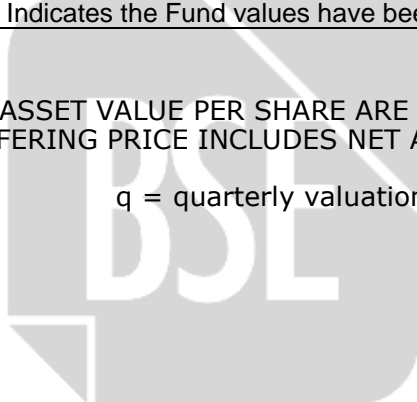 Indicates the Fund values have bee
ASSET VALUE PER SHARE ARE
FERING PRICE INCLUDES NET A
q = quarterly valuation
BSE